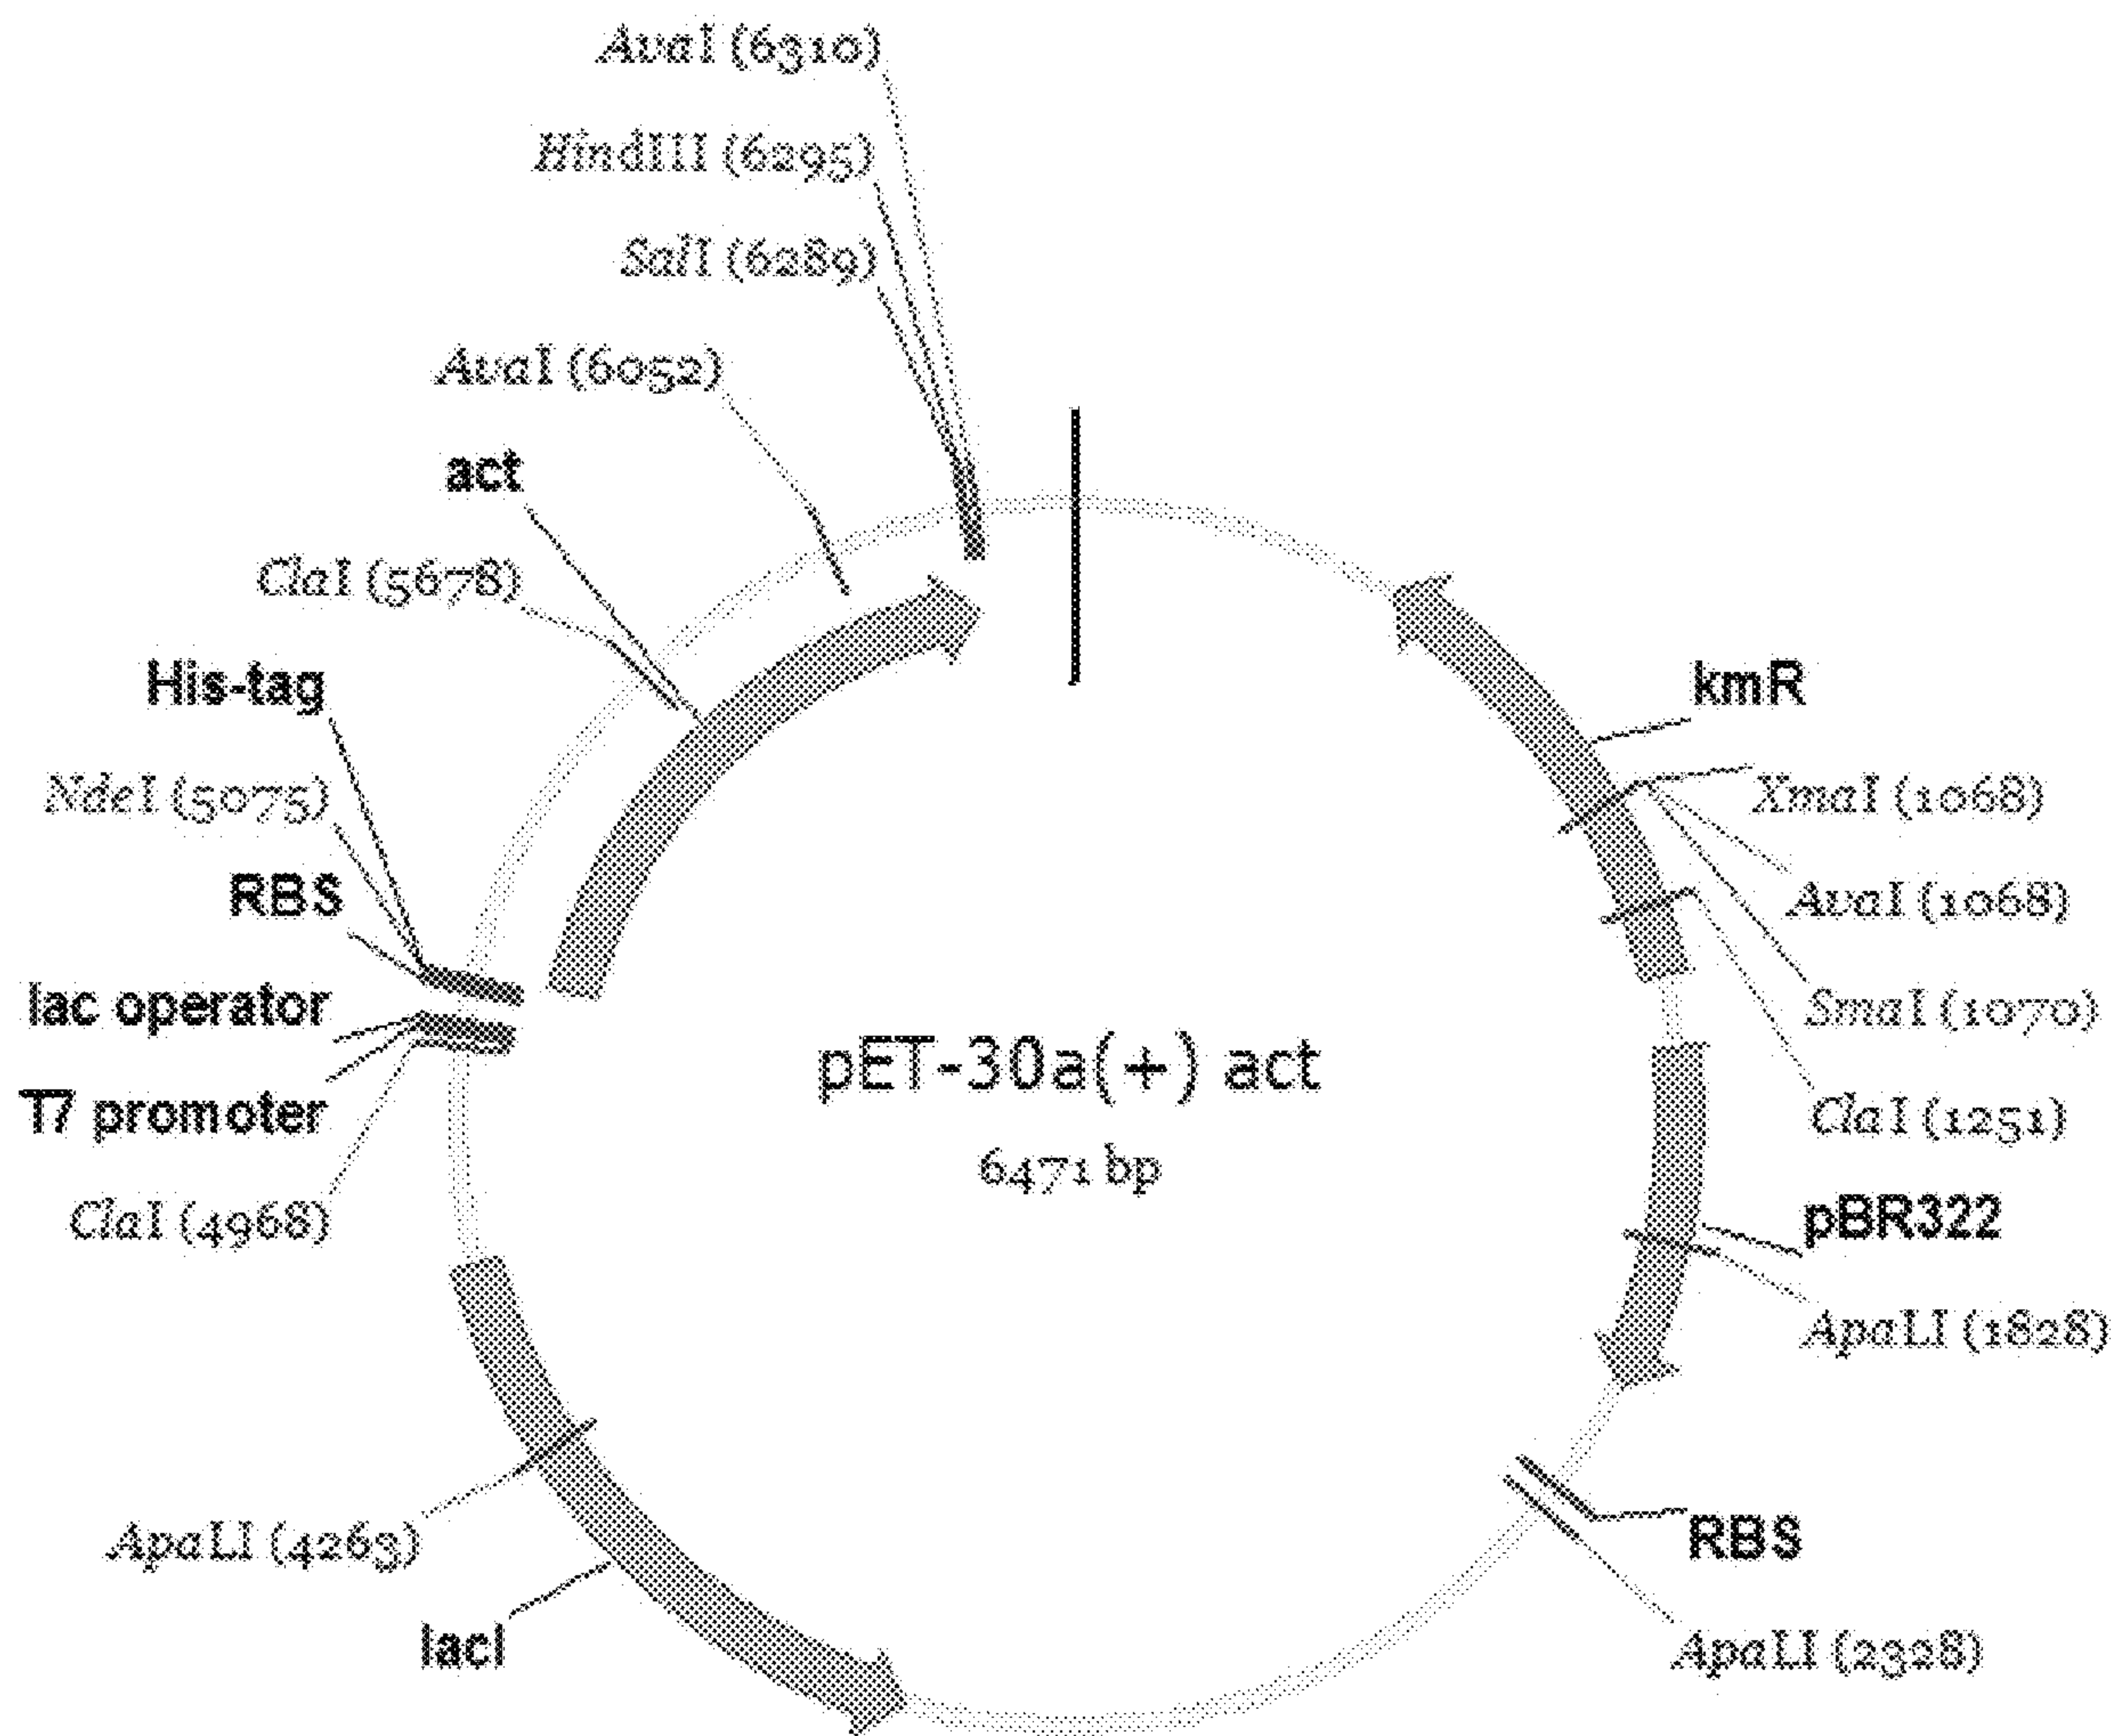 AvaI (6310)
HindIII (6295)
SalI (6289)
AvaI (6052)
act
ClaI (5678)
His-tag
NdeI (5075)
RBS
lac operator
T7 promoter
ClaI (4968)
kmR
XmaI (1068)
AvaI (1068)
SmaI (1070)
ClaI (1251)
pBR322
ApaLI (1828)
pET-30a(+) act
6471 bp
ApaLI (4263)
lacI
RBS
ApaLI (2328)